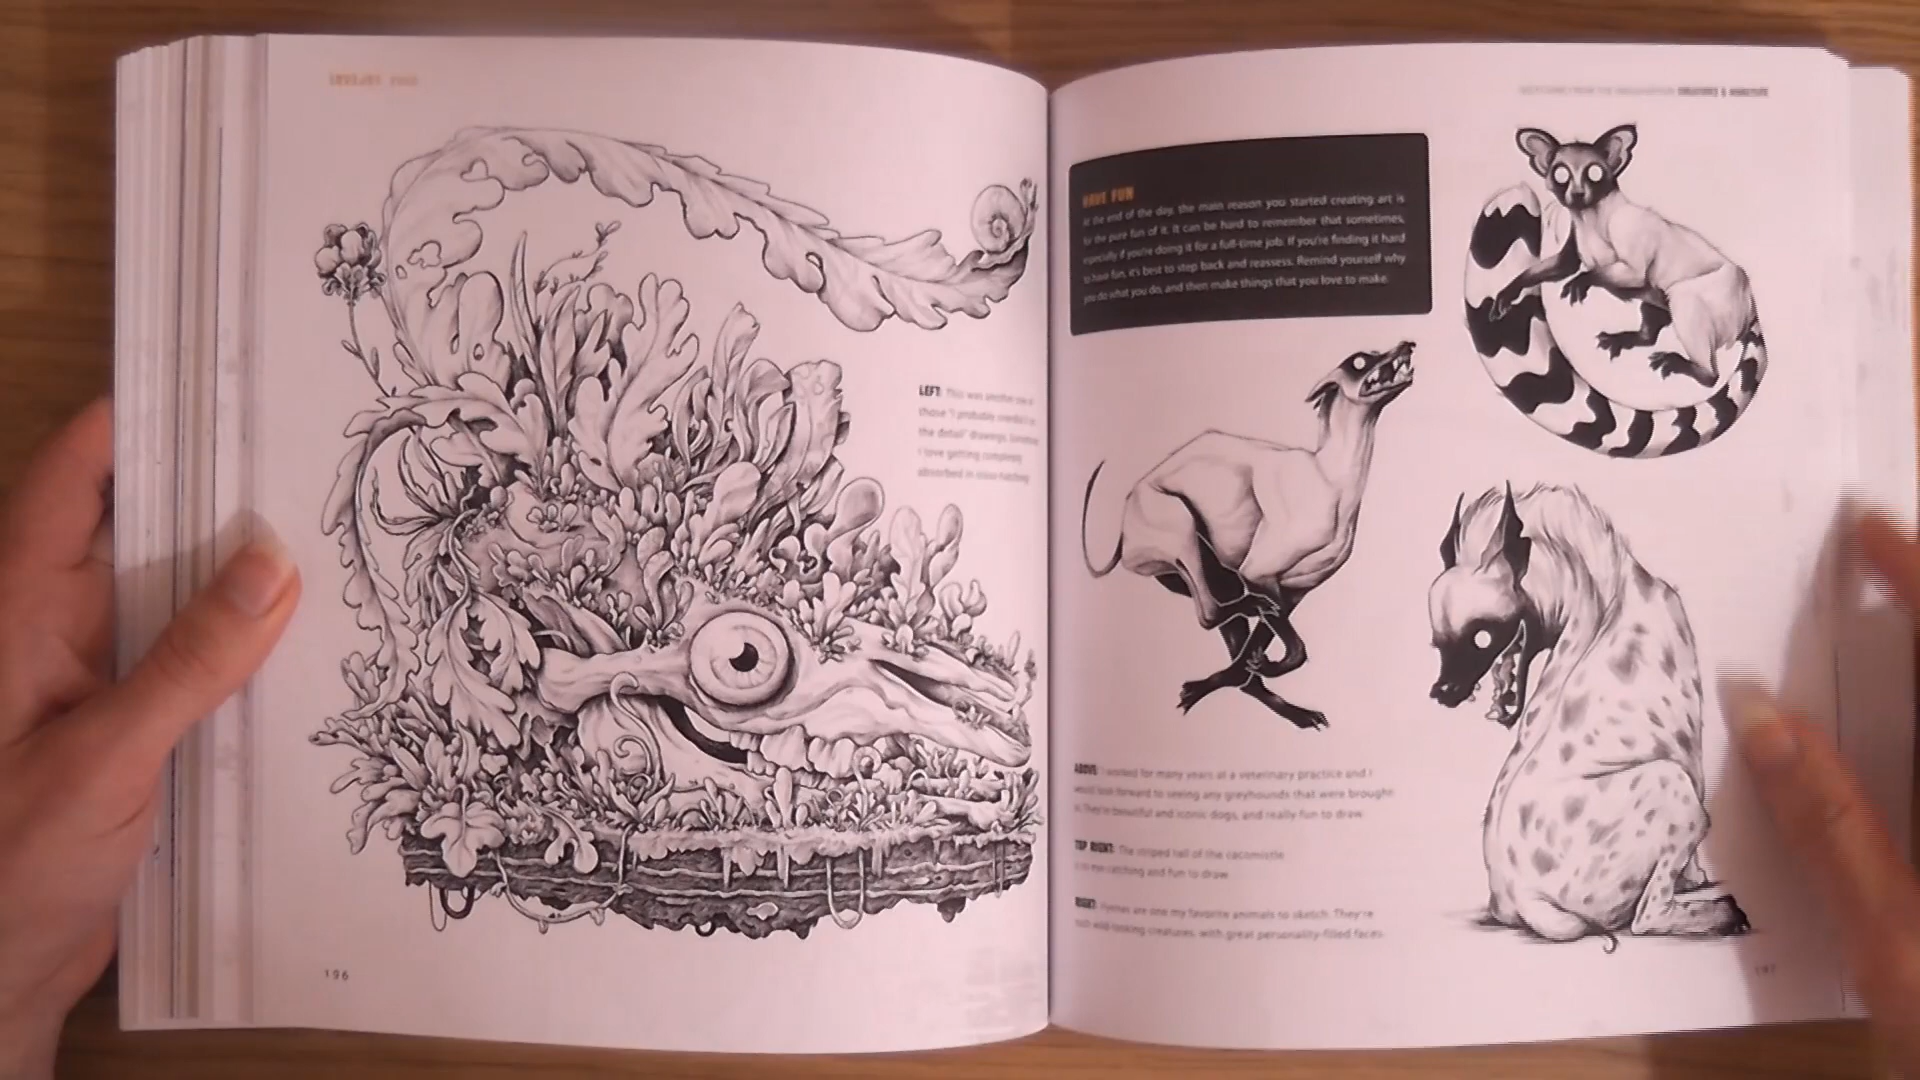 SKETCHING FROM THE IMAGINATION: CREATURES & MONSTERS
LEFT: This was another one of
those "I probably overdid it on
the detail" drawings. Sometimes
I love getting completely
absorbed in cross-hatching
196
HAVE FUN
At the end of the day, the main reason you started creating art is
for the pure fun of it. It can be hard to remember that sometimes,
especially if you're doing it for a full-time job. If you're finding it hard
to have fun, it's best to step back and reassess. Remind yourself why
you do what you do, and then make things that you love to make.
ABOVE: I worked for many years at a veterinary practice and I
would look forward to seeing any greyhounds that were brought
in. They're beautiful and iconic dogs, and really fun to draw
TOP RIGHT: The striped tail of the cacomistle
is so eye catching and fun to draw
RIGHT: Hyenas are one my favorite animals to sketch. They're
such wild-looking creatures, with great personality-filled faces
197